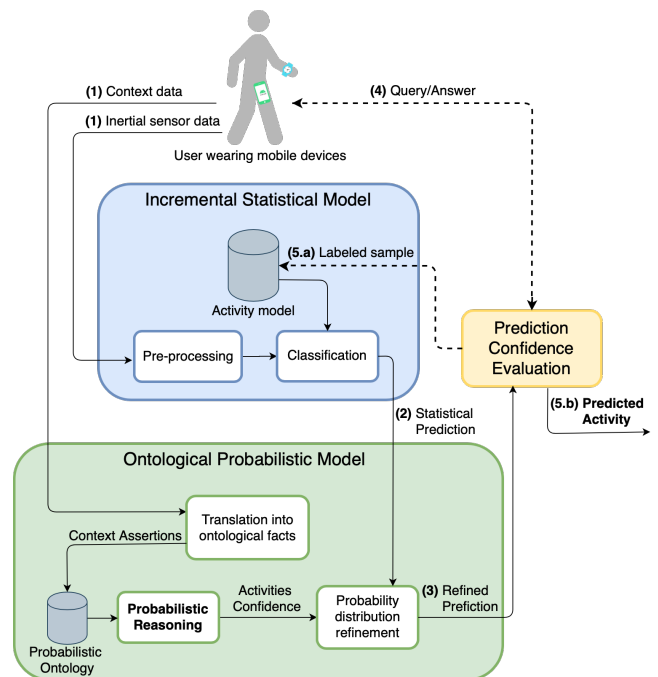 (1) Context data
(4) Query/Answer
(1) Inertial sensor data
User wearing mobile devices
Incremental Statistical Model
(5.a) Labeled sample
Activity model
Pre-processing
Classification
Prediction
Confidence
Evaluation
(5.b) Predicted
Activity
(2) Statistical
Prediction
Ontological Probabilistic Model
Translation into
ontological facts
Context Assertions
Probabilistic
Reasoning
Activities
Confidence
Probability
distribution
refinement
(3) Refined
Prefiction
Probabilistic
Ontology